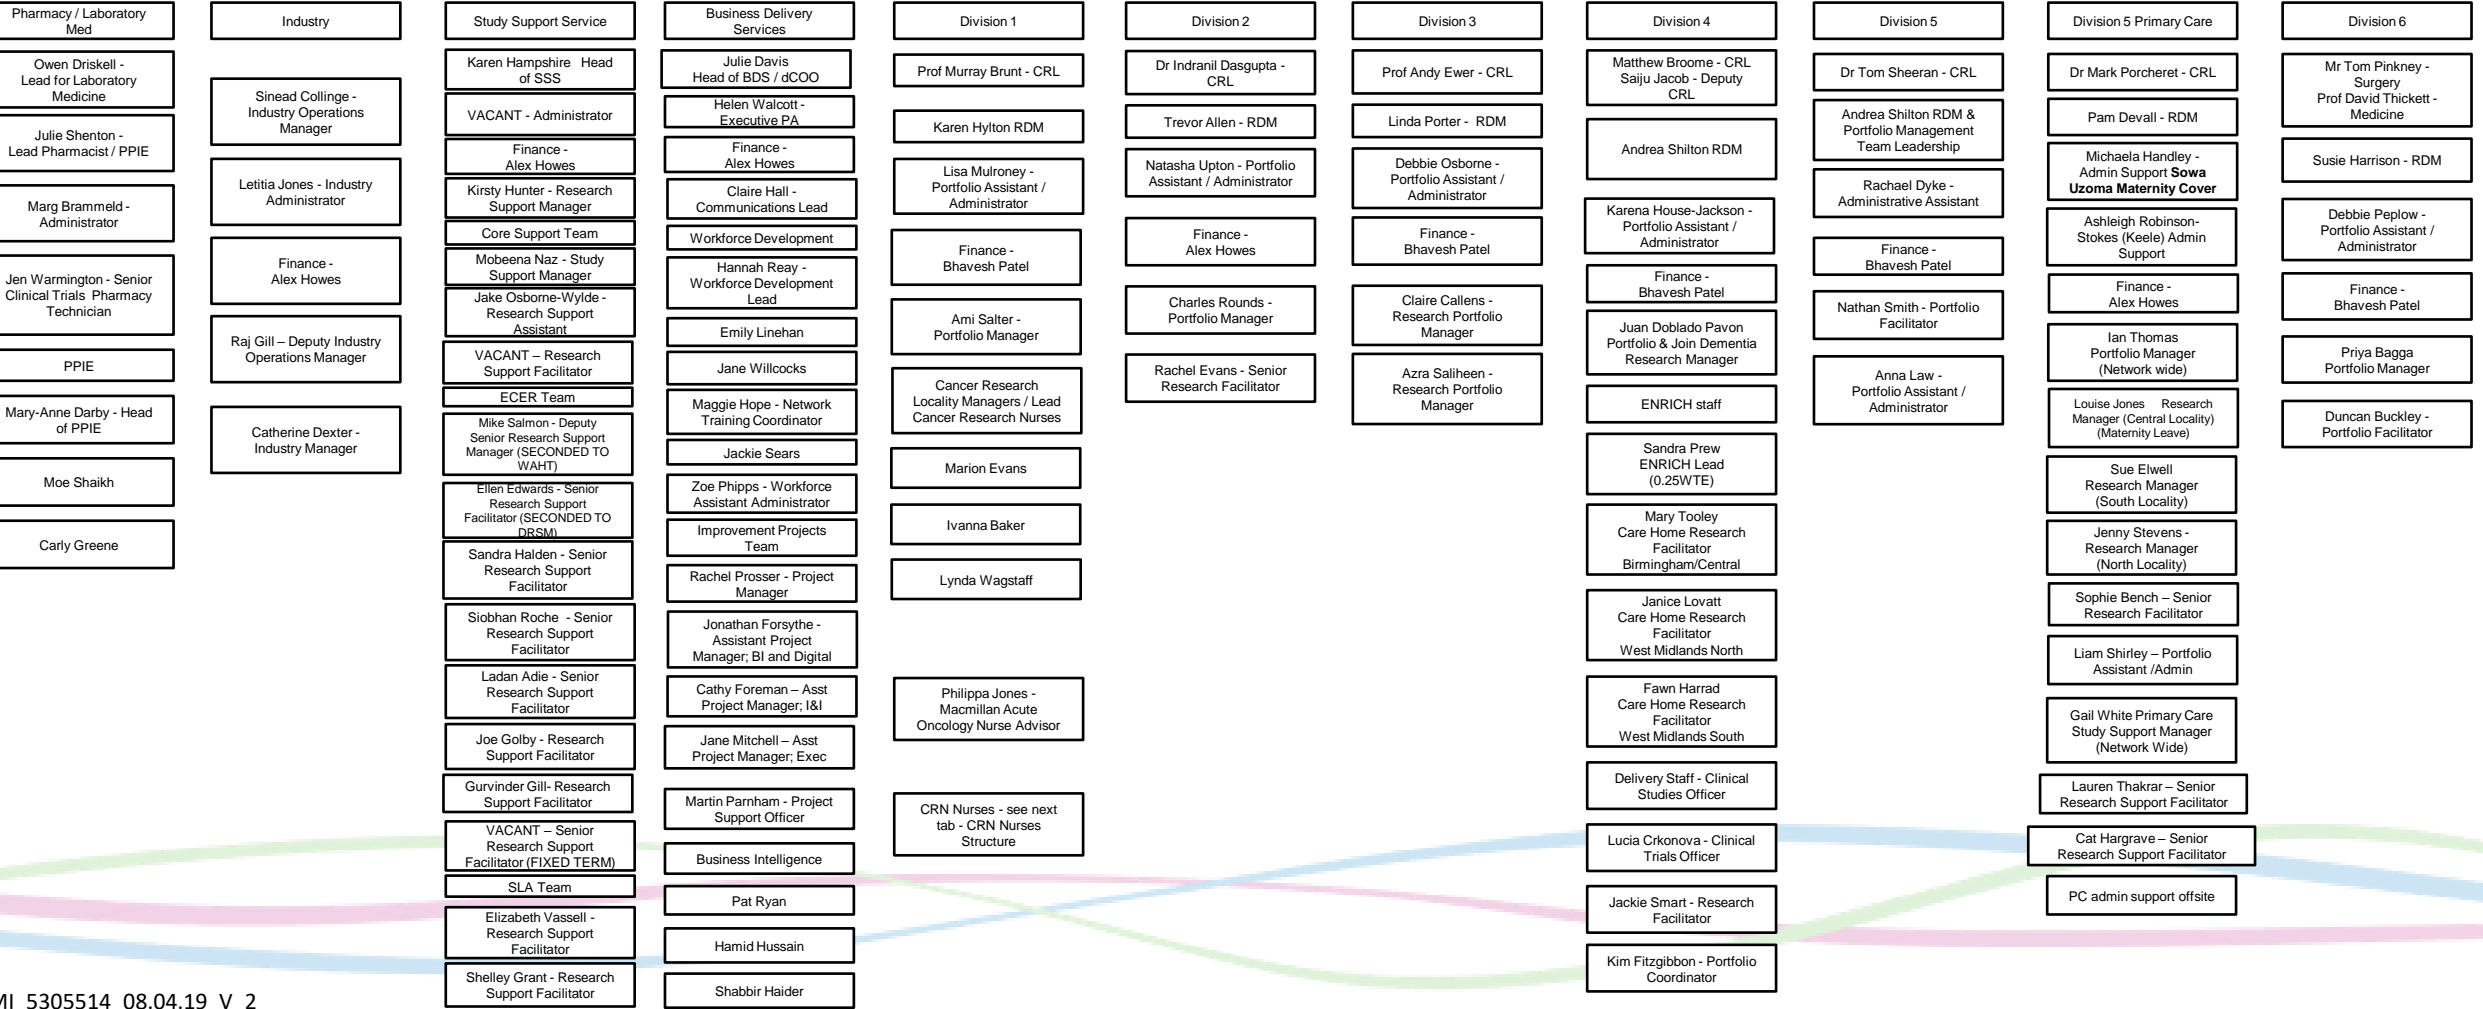 Pharmacy / Laboratory
Med
Owen Driskell -
Lead for Laboratory
Medicine
Julie Shenton -
Lead Pharmacist / PPIE
Marg Brammeld -
Administrator
Jen Warmington - Senior
Clinical Trials Pharmacy
Technician
PPIE
Mary-Anne Darby - Head
of PPIE
Moe Shaikh
Carly Greene
Industry
Sinead Collinge -
Industry Operations
Manager
Letitia Jones - Industry
Administrator
Finance -
Alex Howes
Raj Gill – Deputy Industry
Operations Manager
Catherine Dexter -
Industry Manager
Study Support Service
Karen Hampshire Head
of SSS
VACANT - Administrator
Finance -
Alex Howes
Kirsty Hunter - Research
Support Manager
Core Support Team
Mobeena Naz - Study
Support Manager
Jake Osborne-Wylde -
Research Support
Assistant
VACANT – Research
Support Facilitator
ECER Team
Mike Salmon - Deputy
Senior Research Support
Manager (SECONDED TO
WAHT)
Ellen Edwards - Senior
Research Support
Facilitator (SECONDED TO
DRSM)
Sandra Halden - Senior
Research Support
Facilitator
Siobhan Roche - Senior
Research Support
Facilitator
Ladan Adie - Senior
Research Support
Facilitator
Joe Golby - Research
Support Facilitator
Gurvinder Gill- Research
Support Facilitator
VACANT – Senior
Research Support
Facilitator (FIXED TERM)
SLA Team
Elizabeth Vassell -
Research Support
Facilitator
Shelley Grant - Research
Support Facilitator
Business Delivery
Services
Julie Davis
Head of BDS / dCOO
Helen Walcott -
Executive PA
Finance -
Alex Howes
Claire Hall -
Communications Lead
Workforce Development
Hannah Reay -
Workforce Development
Lead
Emily Linehan
Jane Willcocks
Maggie Hope - Network
Training Coordinator
Jackie Sears
Zoe Phipps - Workforce
Assistant Administrator
Improvement Projects
Team
Rachel Prosser - Project
Manager
Jonathan Forsythe -
Assistant Project
Manager; BI and Digital
Cathy Foreman – Asst
Project Manager; I&I
Jane Mitchell – Asst
Project Manager; Exec
Martin Parnham - Project
Support Officer
Business Intelligence
Pat Ryan
Hamid Hussain
Shabbir Haider
Division 1
Prof Murray Brunt - CRL
Karen Hylton RDM
Lisa Mulroney -
Portfolio Assistant /
Administrator
Finance -
Bhavesh Patel
Ami Salter -
Portfolio Manager
Cancer Research
Locality Managers / Lead
Cancer Research Nurses
Marion Evans
Ivanna Baker
Lynda Wagstaff
Philippa Jones -
Macmillan Acute
Oncology Nurse Advisor
CRN Nurses - see next
tab - CRN Nurses
Structure
Division 2
Dr Indranil Dasgupta -
CRL
Trevor Allen - RDM
Natasha Upton - Portfolio
Assistant / Administrator
Finance -
Alex Howes
Charles Rounds -
Portfolio Manager
Rachel Evans - Senior
Research Facilitator
Division 3
Prof Andy Ewer - CRL
Linda Porter - RDM
Debbie Osborne -
Portfolio Assistant /
Administrator
Finance -
Bhavesh Patel
Claire Callens -
Research Portfolio
Manager
Azra Saliheen -
Research Portfolio
Manager
Division 4
Matthew Broome - CRL
Saiju Jacob - Deputy
CRL
Andrea Shilton RDM
Karena House-Jackson -
Portfolio Assistant /
Administrator
Finance -
Bhavesh Patel
Juan Doblado Pavon
Portfolio & Join Dementia
Research Manager
ENRICH staff
Sandra Prew
ENRICH Lead
(0.25WTE)
Mary Tooley
Care Home Research
Facilitator
Birmingham/Central
Janice Lovatt
Care Home Research
Facilitator
West Midlands North
Fawn Harrad
Care Home Research
Facilitator
West Midlands South
Delivery Staff - Clinical
Studies Officer
Lucia Crkonova - Clinical
Trials Officer
Jackie Smart - Research
Facilitator
Kim Fitzgibbon - Portfolio
Coordinator
Division 5
Dr Tom Sheeran - CRL
Andrea Shilton RDM &
Portfolio Management
Team Leadership
Rachael Dyke -
Administrative Assistant
Finance -
Bhavesh Patel
Nathan Smith - Portfolio
Facilitator
Anna Law -
Portfolio Assistant /
Administrator
Division 5 Primary Care
Dr Mark Porcheret - CRL
Pam Devall - RDM
Michaela Handley -
Admin Support Sowa
Uzoma Maternity Cover
Ashleigh Robinson-
Stokes (Keele) Admin
Support
Finance -
Alex Howes
Ian Thomas
Portfolio Manager
(Network wide)
Louise Jones Research
Manager (Central Locality)
(Maternity Leave)
Sue Elwell
Research Manager
(South Locality)
Jenny Stevens -
Research Manager
(North Locality)
Sophie Bench – Senior
Research Facilitator
Liam Shirley – Portfolio
Assistant /Admin
Gail White Primary Care
Study Support Manager
(Network Wide)
Lauren Thakrar – Senior
Research Support Facilitator
Cat Hargrave – Senior
Research Support Facilitator
PC admin support offsite
Division 6
Mr Tom Pinkney -
Surgery
Prof David Thickett -
Medicine
Susie Harrison - RDM
Debbie Peplow -
Portfolio Assistant /
Administrator
Finance -
Bhavesh Patel
Priya Bagga
Portfolio Manager
Duncan Buckley -
Portfolio Facilitator
MI_5305514_08.04.19_V_2